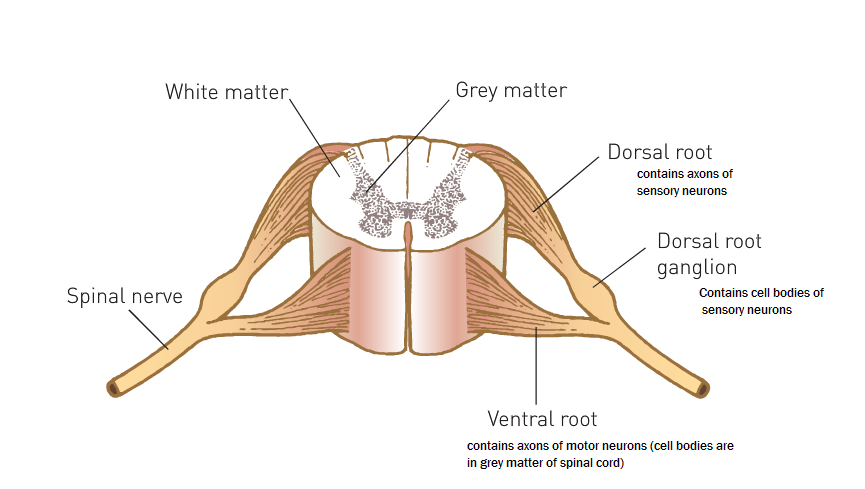 White matter
Grey matter
Dorsal root
contains axons of
sensory neurons
Dorsal root
ganglion
Contains cell bodies of
sensory neurons
Spinal nerve
Ventral root
contains axons of motor neurons (cell bodies are
in grey matter of spinal cord)